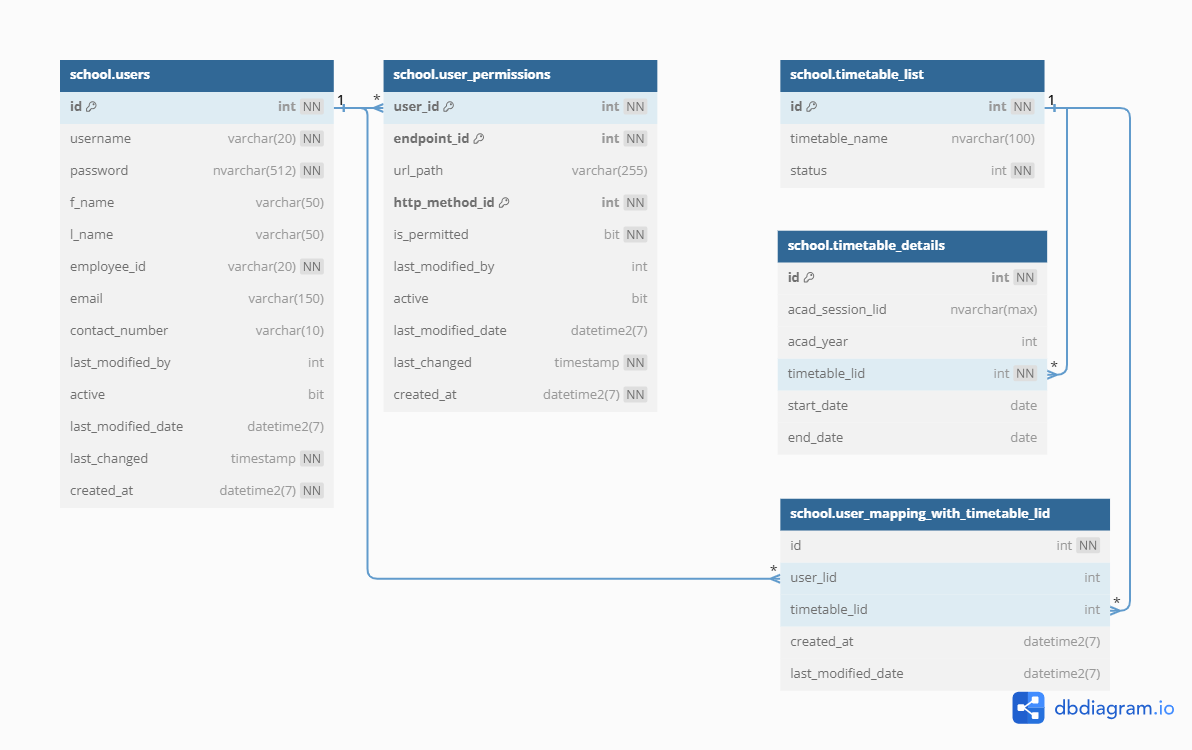 school.users
id int NN
username varchar(20) NN
password nvarchar(512) NN
f_name varchar(50)
l_name varchar(50)
employee_id varchar(20) NN
email varchar(150)
contact_number varchar(10)
last_modified_by int
active bit
last_modified_date datetime2(7)
last_changed timestamp NN
created_at datetime2(7) NN
1
*
school.user_permissions
user_id int NN
endpoint_id int NN
url_path varchar(255)
http_method_id int NN
is_permitted bit NN
last_modified_by int
active bit
last_modified_date datetime2(7)
last_changed timestamp NN
created_at datetime2(7) NN
school.timetable_list
id int NN
timetable_name nvarchar(100)
status int NN
1
school.timetable_details
id int NN
acad_session_lid nvarchar(max)
acad_year int
timetable_lid int NN
start_date date
end_date date
*
school.user_mapping_with_timetable_lid
id int NN
user_lid int
timetable_lid int
created_at datetime2(7)
last_modified_date datetime2(7)
*
*
dbdiagram.io